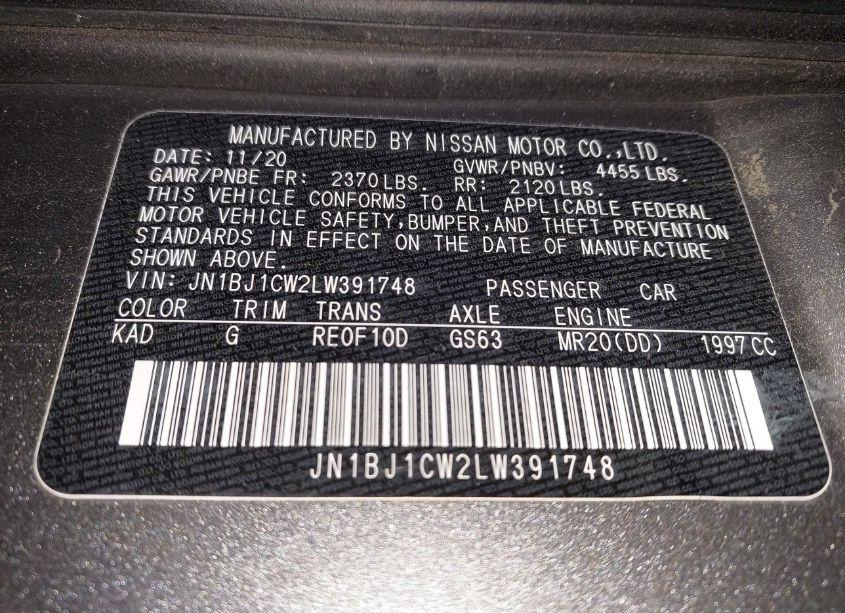 MANUFACTURED BY NISSAN MOTOR CO.,LTD.
DATE: 11/20 GVWR/PNBV: 4455 LBS.
GAWR/PNBE FR: 2370 LBS. RR: 2120 LBS.
THIS VEHICLE CONFORMS TO ALL APPLICABLE FEDERAL
MOTOR VEHICLE SAFETY,BUMPER,AND THEFT PREVENTION
STANDARDS IN EFFECT ON THE DATE OF MANUFACTURE
SHOWN ABOVE.
VIN: JN1BJ1CW2LW391748 PASSENGER CAR
COLOR TRIM TRANS AXLE ENGINE
KAD G RE0F10D GS63 MR20(DD) 1997 CC
JN1BJ1CW2LW391748